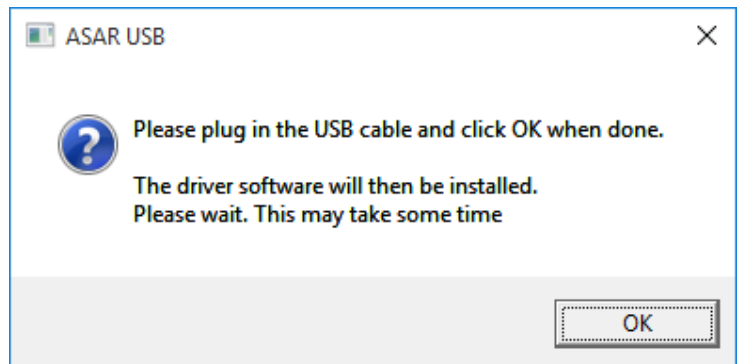 ASAR USB
Please plug in the USB cable and click OK when done.
The driver software will then be installed.
Please wait. This may take some time
OK